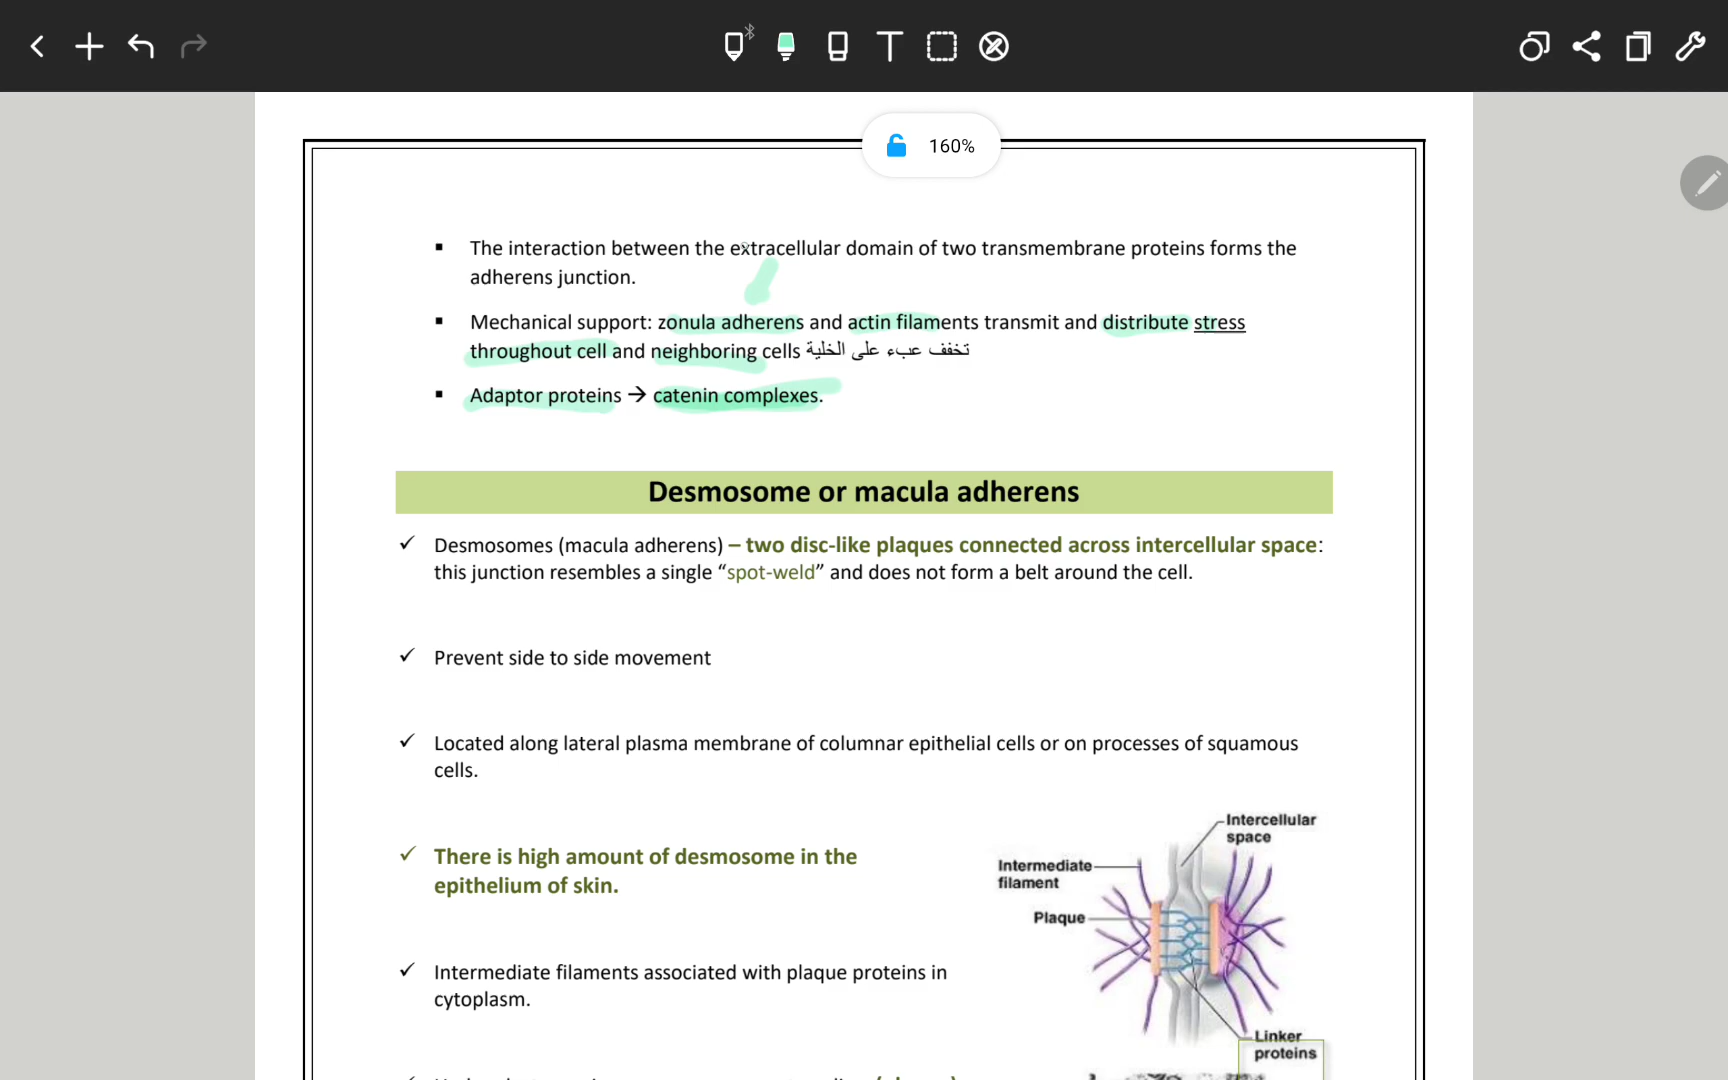 160%
▪ The interaction between the extracellular domain of two transmembrane proteins forms the
adherens junction.
▪ Mechanical support: zonula adherens and actin filaments transmit and distribute stress
throughout cell and neighboring cells تخفف عبء على الخلية
▪ Adaptor proteins → catenin complexes.
Desmosome or macula adherens
✓ Desmosomes (macula adherens) – two disc-like plaques connected across intercellular space:
this junction resembles a single “spot-weld” and does not form a belt around the cell.
✓ Prevent side to side movement
✓ Located along lateral plasma membrane of columnar epithelial cells or on processes of squamous
cells.
✓ There is high amount of desmosome in the
epithelium of skin.
Intercellular
space
Intermediate
filament
Plaque
✓ Intermediate filaments associated with plaque proteins in
cytoplasm.
Linker
proteins